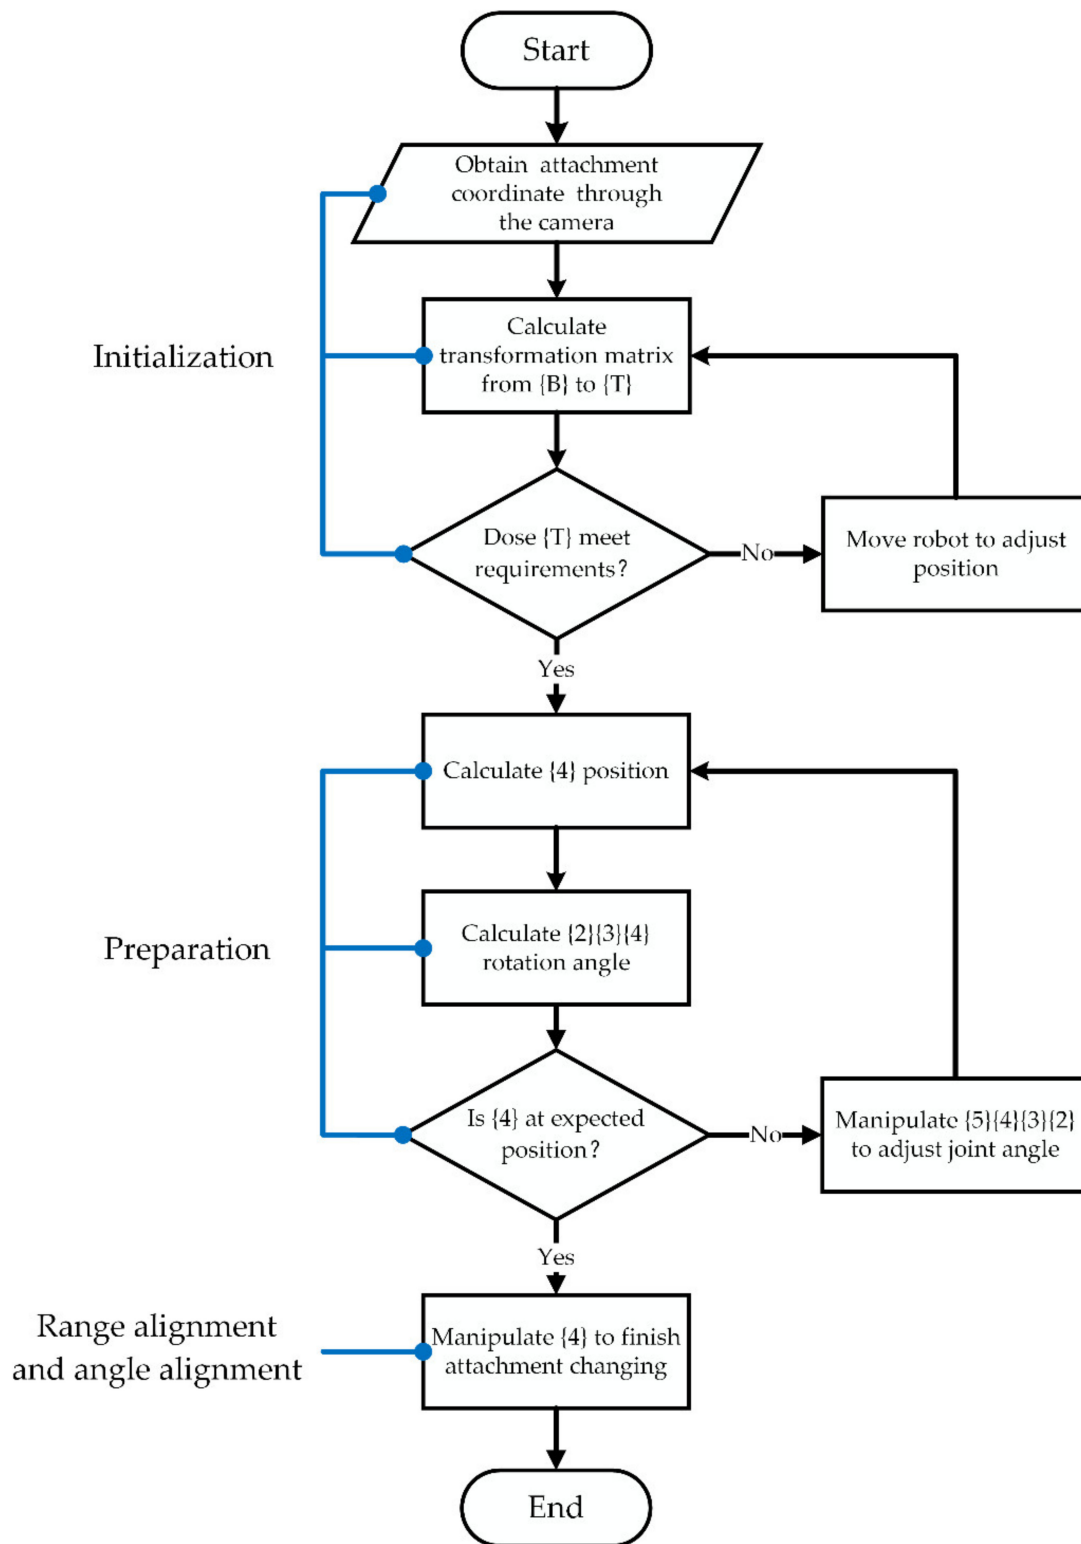 Start
Obtain attachment
coordinate through
the camera
Initialization
Calculate
transformation matrix
from {B} to {T}
Dose {T} meet
requirements?
No
Move robot to adjust
position
Yes
Calculate {4} position
Preparation
Calculate {2}{3}{4}
rotation angle
Is {4} at expected
position?
No
Manipulate {5}{4}{3}{2}
to adjust joint angle
Yes
Range alignment
and angle alignment
Manipulate {4} to finish
attachment changing
End